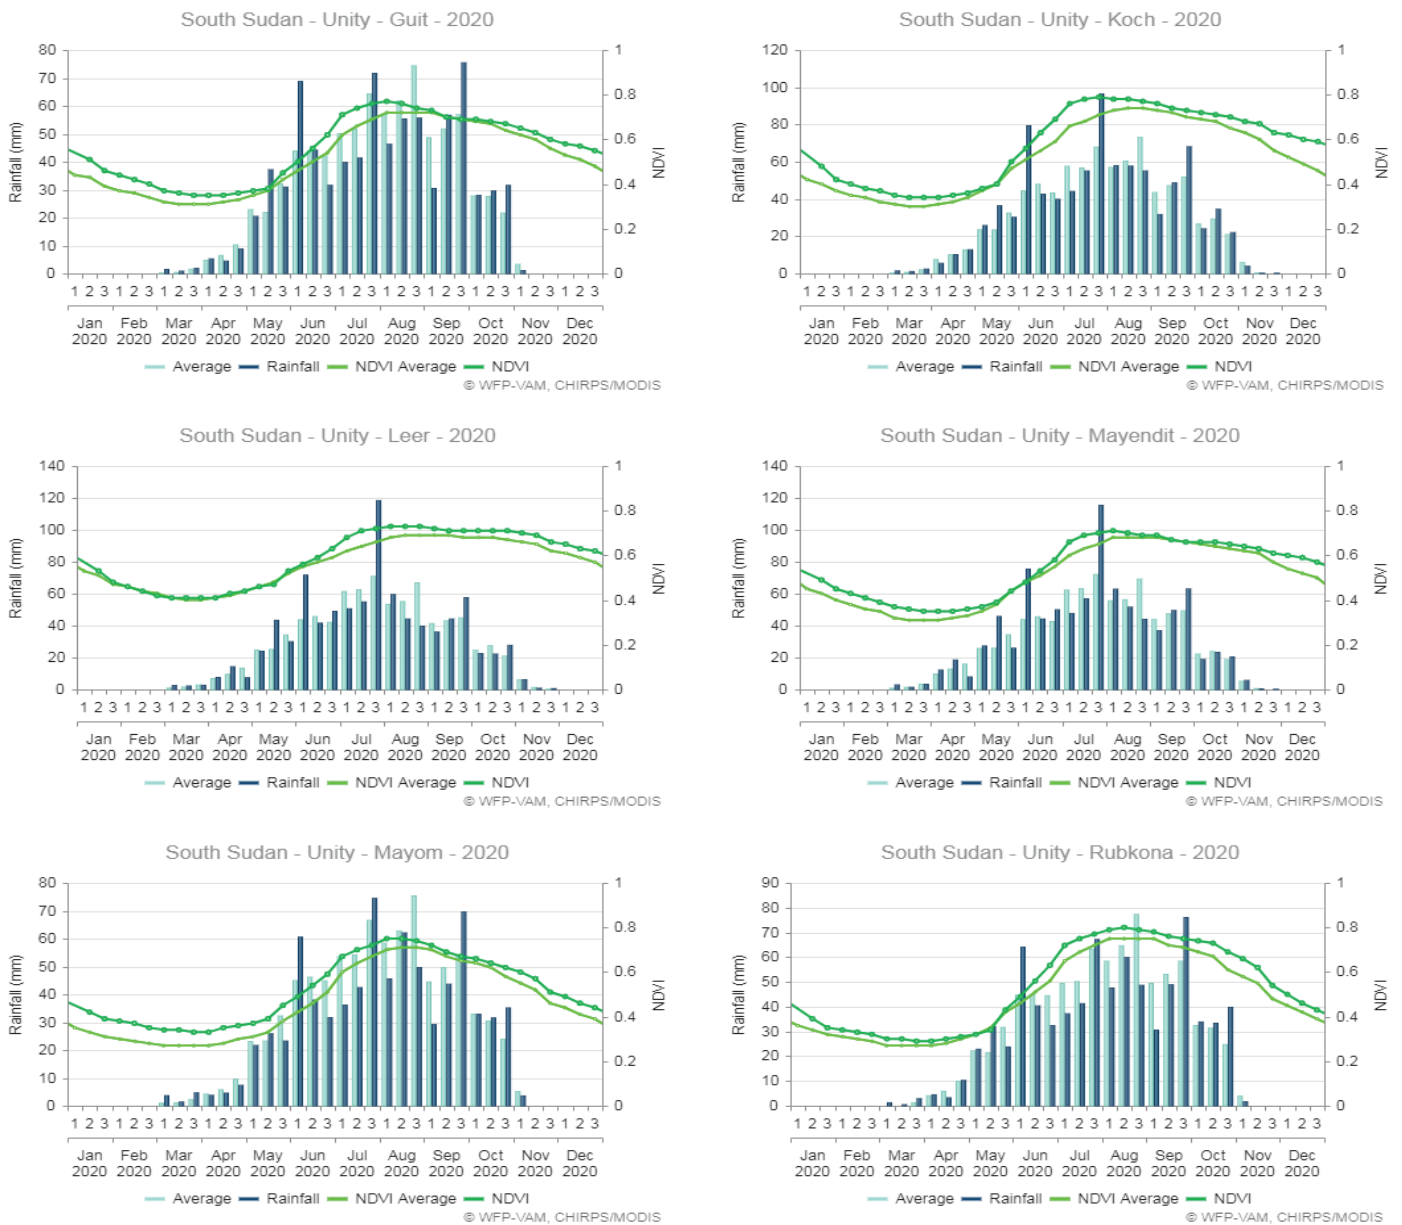 South Sudan - Unity - Guit - 2020
80
70
60
50
40
30
20
10
0
Rainfall (mm)
1
0.8
0.6
0.4
0.2
0
NDVI
1 2 3 1 2 3 1 2 3 1 2 3 1 2 3 1 2 3 1 2 3 1 2 3 1 2 3 1 2 3 1 2 3 1 2 3
Jan Feb Mar Apr May Jun Jul Aug Sep Oct Nov Dec
2020 2020 2020 2020 2020 2020 2020 2020 2020 2020 2020 2020
Average Rainfall NDVI Average NDVI
© WFP-VAM, CHIRPS/MODIS
South Sudan - Unity - Koch - 2020
120
100
80
60
40
20
0
Rainfall (mm)
1
0.8
0.6
0.4
0.2
0
NDVI
1 2 3 1 2 3 1 2 3 1 2 3 1 2 3 1 2 3 1 2 3 1 2 3 1 2 3 1 2 3 1 2 3 1 2 3
Jan Feb Mar Apr May Jun Jul Aug Sep Oct Nov Dec
2020 2020 2020 2020 2020 2020 2020 2020 2020 2020 2020 2020
Average Rainfall NDVI Average NDVI
© WFP-VAM, CHIRPS/MODIS
South Sudan - Unity - Leer - 2020
140
120
100
80
60
40
20
0
Rainfall (mm)
1
0.8
0.6
0.4
0.2
0
NDVI
1 2 3 1 2 3 1 2 3 1 2 3 1 2 3 1 2 3 1 2 3 1 2 3 1 2 3 1 2 3 1 2 3 1 2 3
Jan Feb Mar Apr May Jun Jul Aug Sep Oct Nov Dec
2020 2020 2020 2020 2020 2020 2020 2020 2020 2020 2020 2020
Average Rainfall NDVI Average NDVI
© WFP-VAM, CHIRPS/MODIS
South Sudan - Unity - Mayendit - 2020
140
120
100
80
60
40
20
0
Rainfall (mm)
1
0.8
0.6
0.4
0.2
0
NDVI
1 2 3 1 2 3 1 2 3 1 2 3 1 2 3 1 2 3 1 2 3 1 2 3 1 2 3 1 2 3 1 2 3 1 2 3
Jan Feb Mar Apr May Jun Jul Aug Sep Oct Nov Dec
2020 2020 2020 2020 2020 2020 2020 2020 2020 2020 2020 2020
Average Rainfall NDVI Average NDVI
© WFP-VAM, CHIRPS/MODIS
South Sudan - Unity - Mayom - 2020
80
70
60
50
40
30
20
10
0
Rainfall (mm)
1
0.8
0.6
0.4
0.2
0
NDVI
1 2 3 1 2 3 1 2 3 1 2 3 1 2 3 1 2 3 1 2 3 1 2 3 1 2 3 1 2 3 1 2 3 1 2 3
Jan Feb Mar Apr May Jun Jul Aug Sep Oct Nov Dec
2020 2020 2020 2020 2020 2020 2020 2020 2020 2020 2020 2020
Average Rainfall NDVI Average NDVI
© WFP-VAM, CHIRPS/MODIS
South Sudan - Unity - Rubkona - 2020
90
80
70
60
50
40
30
20
10
0
Rainfall (mm)
1
0.8
0.6
0.4
0.2
0
NDVI
1 2 3 1 2 3 1 2 3 1 2 3 1 2 3 1 2 3 1 2 3 1 2 3 1 2 3 1 2 3 1 2 3 1 2 3
Jan Feb Mar Apr May Jun Jul Aug Sep Oct Nov Dec
2020 2020 2020 2020 2020 2020 2020 2020 2020 2020 2020 2020
Average Rainfall NDVI Average NDVI
© WFP-VAM, CHIRPS/MODIS